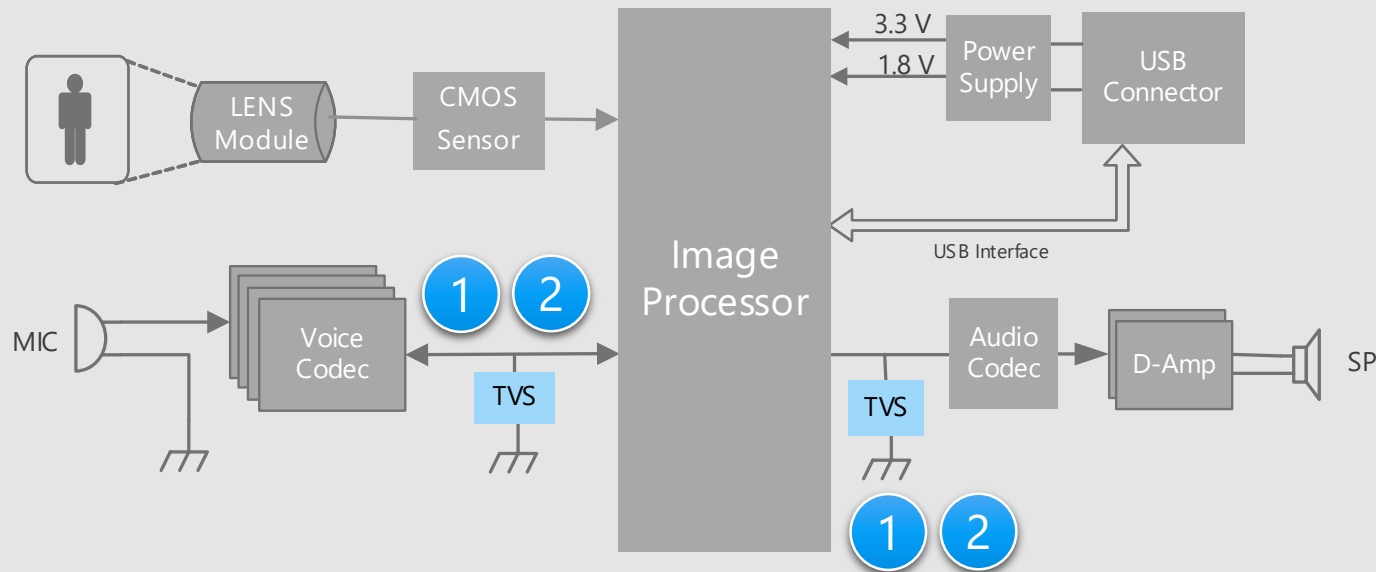 LENS
Module
CMOS
Sensor
Image
Processor
3.3 V
1.8 V
Power
Supply
USB
Connector
USB Interface
MIC
Voice
Codec
1
2
TVS
Audio
Codec
D-Amp
SP
TVS
1
2